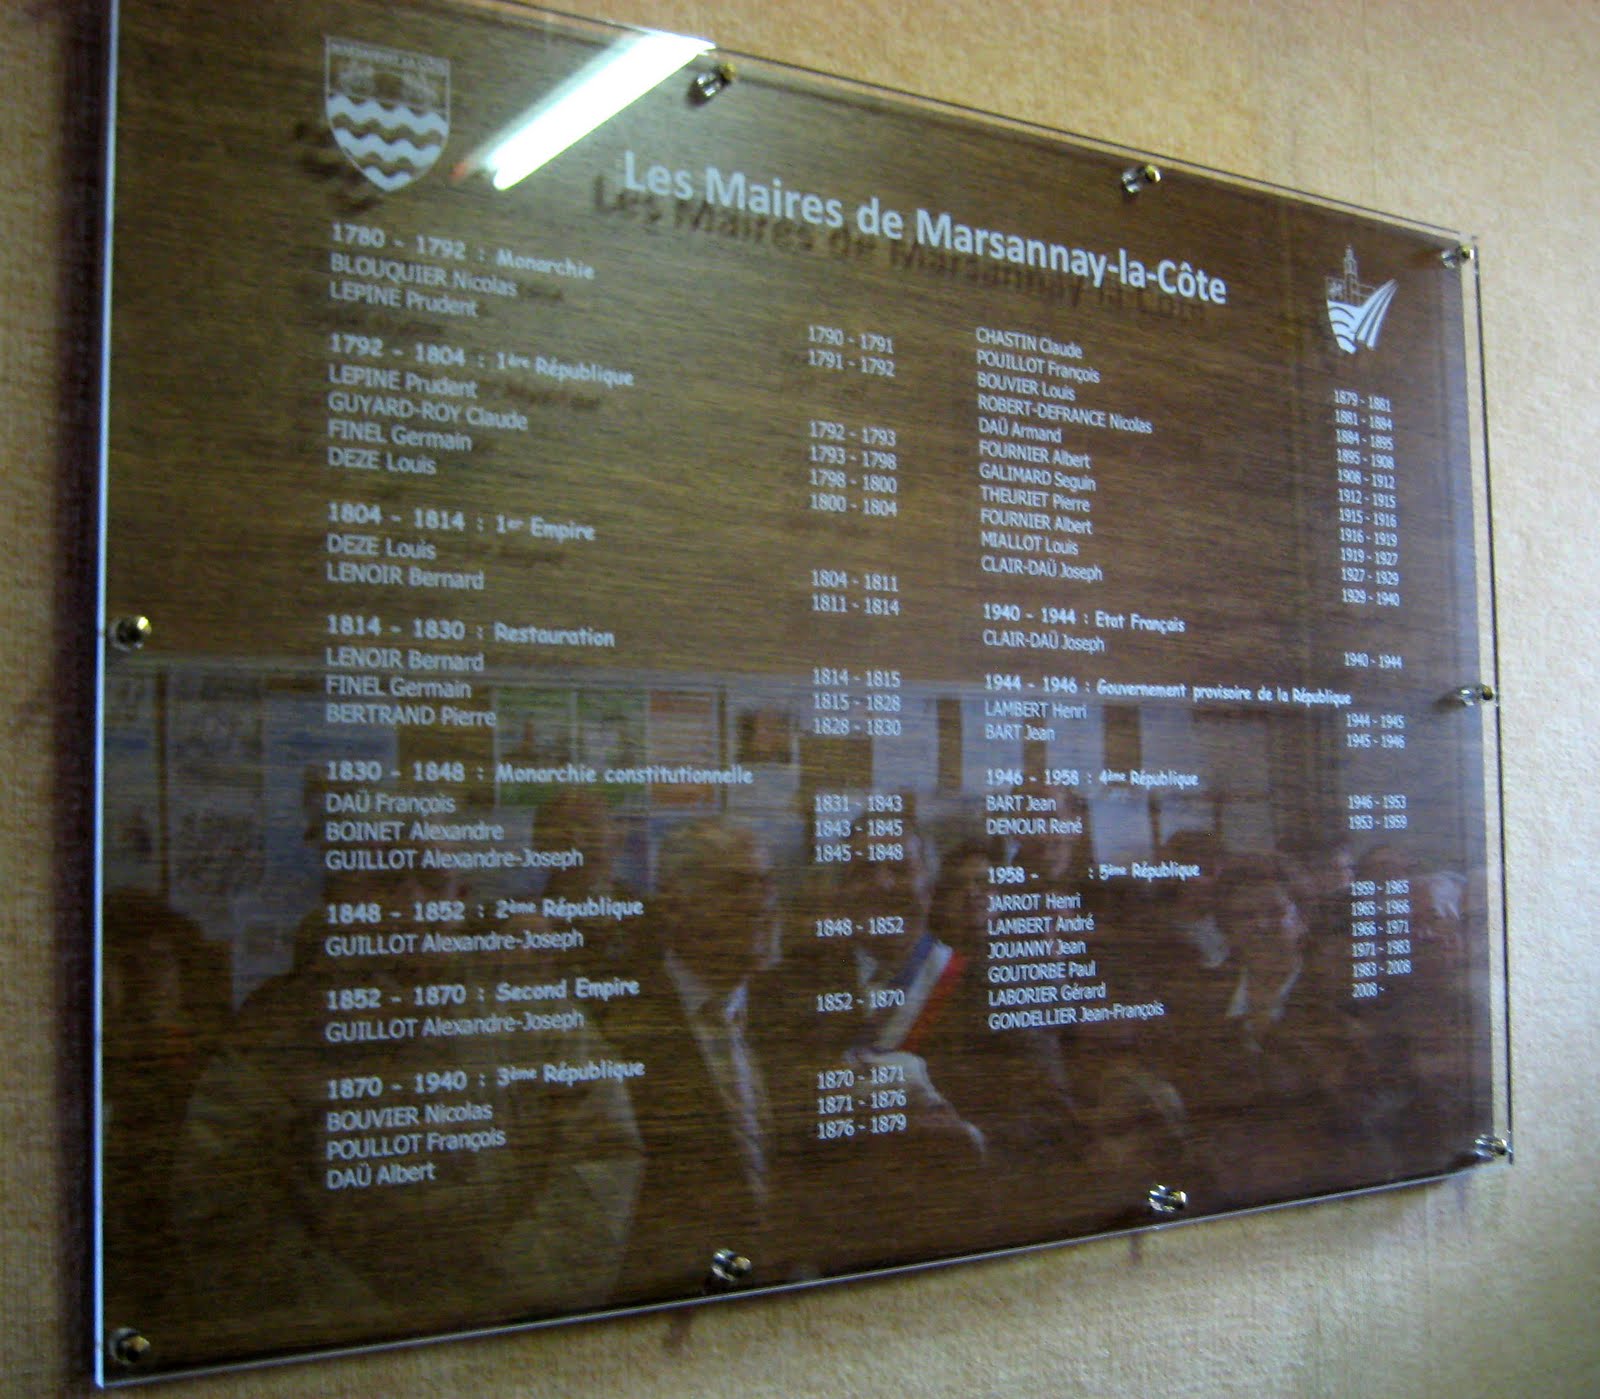 MARSANNAY LA CÔTE
Les Maires de Marsannay-la-Côte
1780 - 1792 : Monarchie
BLOUQUIER Nicolas 1790 - 1791
LEPINE Prudent 1791 - 1792
1792 - 1804 : 1ère République
LEPINE Prudent 1792 - 1793
GUYARD-ROY Claude 1793 - 1798
FINEL Germain 1798 - 1800
DEZE Louis 1800 - 1804
1804 - 1814 : 1er Empire
DEZE Louis 1804 - 1811
LENOIR Bernard 1811 - 1814
1814 - 1830 : Restauration
LENOIR Bernard 1814 - 1815
FINEL Germain 1815 - 1828
BERTRAND Pierre 1828 - 1830
1830 - 1848 : Monarchie constitutionnelle
DAÜ François 1831 - 1843
BOINET Alexandre 1843 - 1845
GUILLOT Alexandre-Joseph 1845 - 1848
1848 - 1852 : 2ème République
GUILLOT Alexandre-Joseph 1848 - 1852
1852 - 1870 : Second Empire
GUILLOT Alexandre-Joseph 1852 - 1870
1870 - 1940 : 3ème République
BOUVIER Nicolas 1870 - 1871
POULLOT François 1871 - 1876
DAÜ Albert 1876 - 1879
CHASTIN Claude 1879 - 1881
POUILLOT François 1881 - 1884
BOUVIER Louis 1884 - 1895
ROBERT-DEFRANCE Nicolas 1895 - 1908
DAÜ Armand 1908 - 1912
FOURNIER Albert 1912 - 1915
GALIMARD Seguin 1915 - 1916
THEURIET Pierre 1916 - 1919
FOURNIER Albert 1919 - 1927
MIALLOT Louis 1927 - 1929
CLAIR-DAÜ Joseph 1929 - 1940
1940 - 1944 : Etat Français
CLAIR-DAÜ Joseph 1940 - 1944
1944 - 1946 : Gouvernement provisoire de la République
LAMBERT Henri 1944 - 1945
BART Jean 1945 - 1946
1946 - 1958 : 4ème République
BART Jean 1946 - 1953
DEMOUR René 1953 - 1959
1958 - : 5ème République
JARROT Henri 1959 - 1965
LAMBERT André 1965 - 1966
JOUANNY Jean 1966 - 1971
GOUTORBE Paul 1971 - 1983
LABORIER Gérard 1983 - 2008
GONDELLIER Jean-François 2008 -